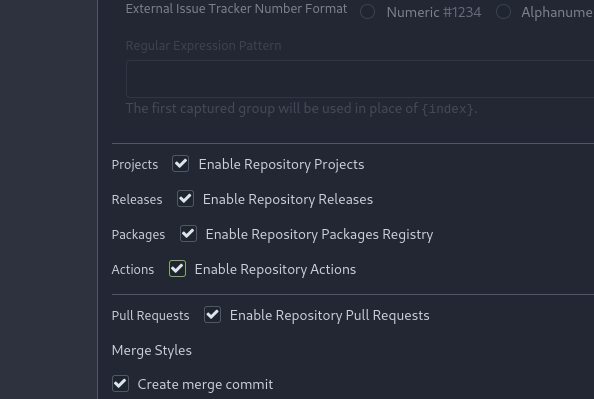 External Issue Tracker Number Format Numeric #1234 Alphanume
Regular Expression Pattern
The first captured group will be used in place of {index}.
Projects Enable Repository Projects
Releases Enable Repository Releases
Packages Enable Repository Packages Registry
Actions Enable Repository Actions
Pull Requests Enable Repository Pull Requests
Merge Styles
Create merge commit